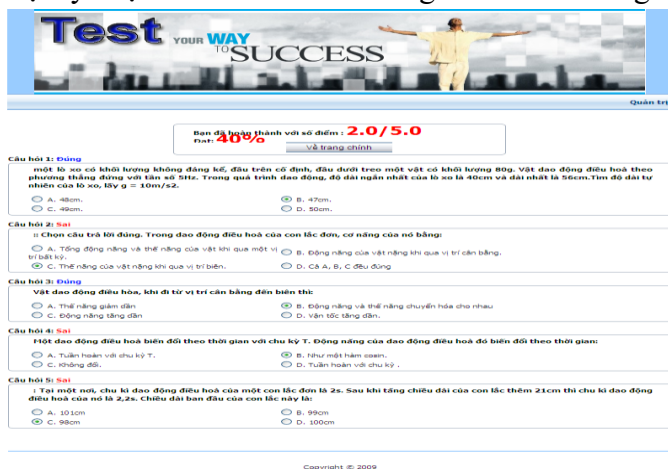 Test YOUR WAY TO SUCCESS
Quản trị
Bạn đã hoàn thành với số điểm : 2.0/5.0
Đạt: 40%
Về trang chính
Câu hỏi 1: Đúng
một lò xo có khối lượng không đáng kể, đầu trên cố định, đầu dưới treo một vật có khối lượng 80g. Vật dao động điều hoà theo
phương thẳng đứng với tần số 5Hz. Trong quá trình dao động, độ dài ngắn nhất của lò xo là 40cm và dài nhất là 56cm.Tìm độ dài tự
nhiên của lò xo, lấy g = 10m/s2.
A. 48cm. B. 47cm.
C. 49cm. D. 50cm.
Câu hỏi 2: Sai
:: Chọn câu trả lời đúng. Trong dao động điều hoà của con lắc đơn, cơ năng của nó bằng:
A. Tổng động năng và thế năng của vật khi qua một vị trí bất kỳ. B. Động năng của vật nặng khi qua vị trí cân bằng.
C. Thế năng của vật nặng khi qua vị trí biên. D. Cả A, B, C đều đúng
Câu hỏi 3: Đúng
Vật dao động điều hòa, khi đi từ vị trí cân bằng đến biên thì:
A. Thế năng giảm dần B. Động năng và thế năng chuyển hóa cho nhau
C. Động năng tăng dần D. Vận tốc tăng dần.
Câu hỏi 4: Sai
Một dao động điều hoà biến đổi theo thời gian với chu kỳ T. Động năng của dao động điều hoà đó biến đổi theo thời gian:
A. Tuần hoàn với chu kỳ T. B. Như một hàm cosin.
C. Không đổi. D. Tuần hoàn với chu kỳ .
Câu hỏi 5: Sai
: Tại một nơi, chu kì dao động điều hoà của một con lắc đơn là 2s. Sau khi tăng chiều dài của con lắc thêm 21cm thì chu kì dao động
điều hoà của nó là 2,2s. Chiều dài ban đầu của con lắc này là:
A. 101cm B. 99cm
C. 98cm D. 100cm
Copyright © 2009